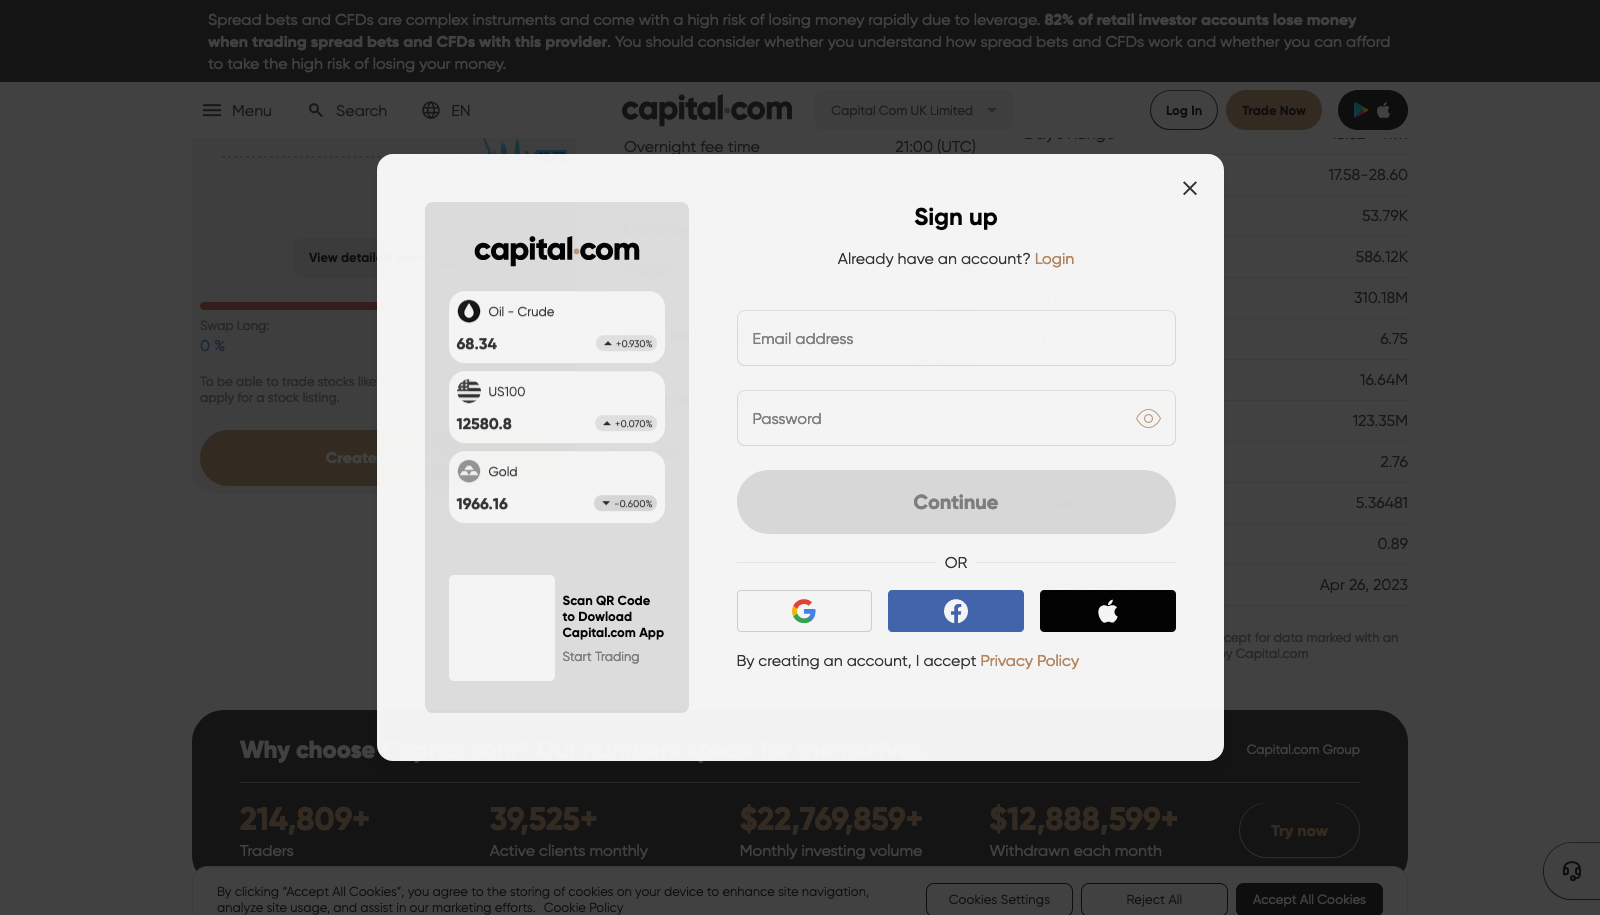 Spread bets and CFDs are complex instruments and come with a high risk of losing money rapidly due to leverage. 82% of retail investor accounts lose money
when trading spread bets and CFDs with this provider. You should consider whether you understand how spread bets and CFDs work and whether you can afford
to take the high risk of losing your money.
Menu
Search
EN
capital.com
Capital Com UK Limited
Log In
Trade Now
Overnight fee time
21:00 (UTC)
17.58-28.60
53.79K
View detailed
586.12K
310.18M
Swap Long:
0 %
6.75
To be able to trade stocks like
apply for a stock listing.
16.64M
123.35M
Create
2.76
5.36481
0.89
Apr 26, 2023
cept for data marked with an
by Capital.com
capital.com
Oil - Crude
68.34
+0.930%
US100
12580.8
+0.070%
Gold
1966.16
-0.600%
Scan QR Code
to Dowload
Capital.com App
Start Trading
Sign up
Already have an account? Login
Email address
Password
Continue
OR
By creating an account, I accept Privacy Policy
Why choose Capital.com? Our numbers speak for themselves.
Capital.com Group
214,809+
Traders
39,525+
Active clients monthly
$22,769,859+
Monthly investing volume
$12,888,599+
Withdrawn each month
Try now
By clicking “Accept All Cookies”, you agree to the storing of cookies on your device to enhance site navigation,
analyze site usage, and assist in our marketing efforts. Cookie Policy
Cookies Settings
Reject All
Accept All Cookies